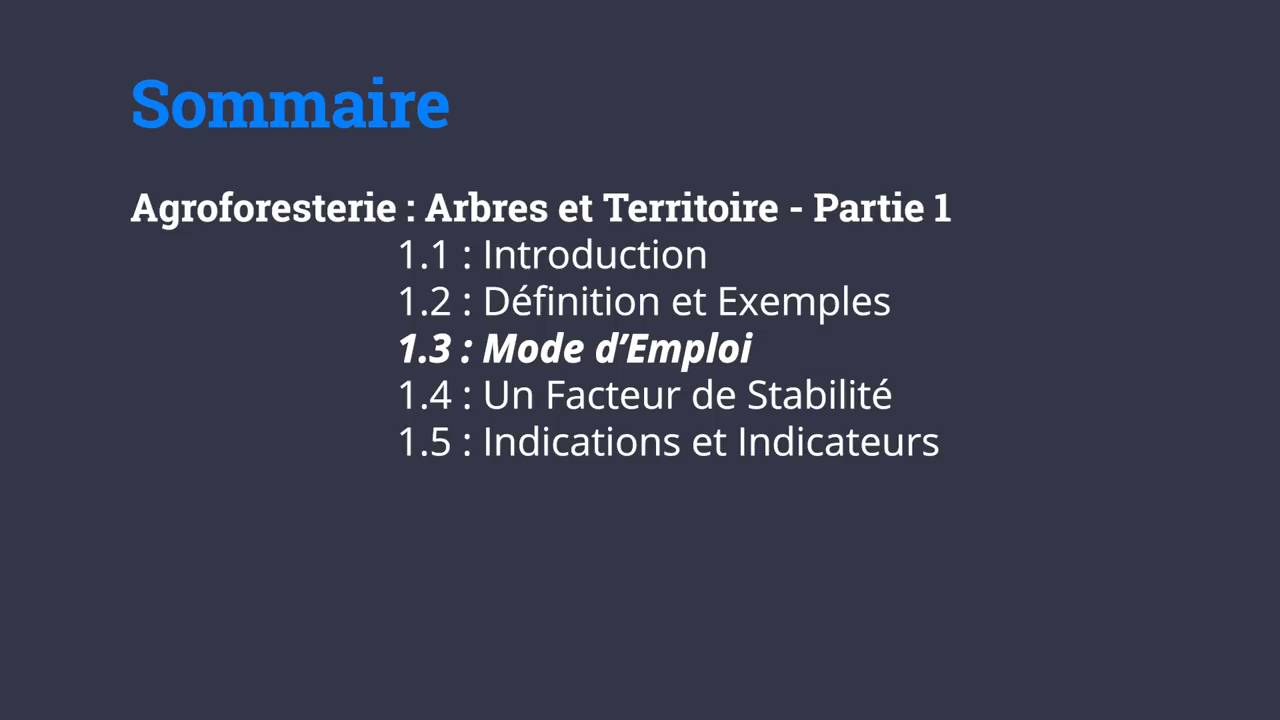 Sommaire
Agroforesterie : Arbres et Territoire - Partie 1
1.1 : Introduction
1.2 : Définition et Exemples
1.3 : Mode d’Emploi
1.4 : Un Facteur de Stabilité
1.5 : Indications et Indicateurs